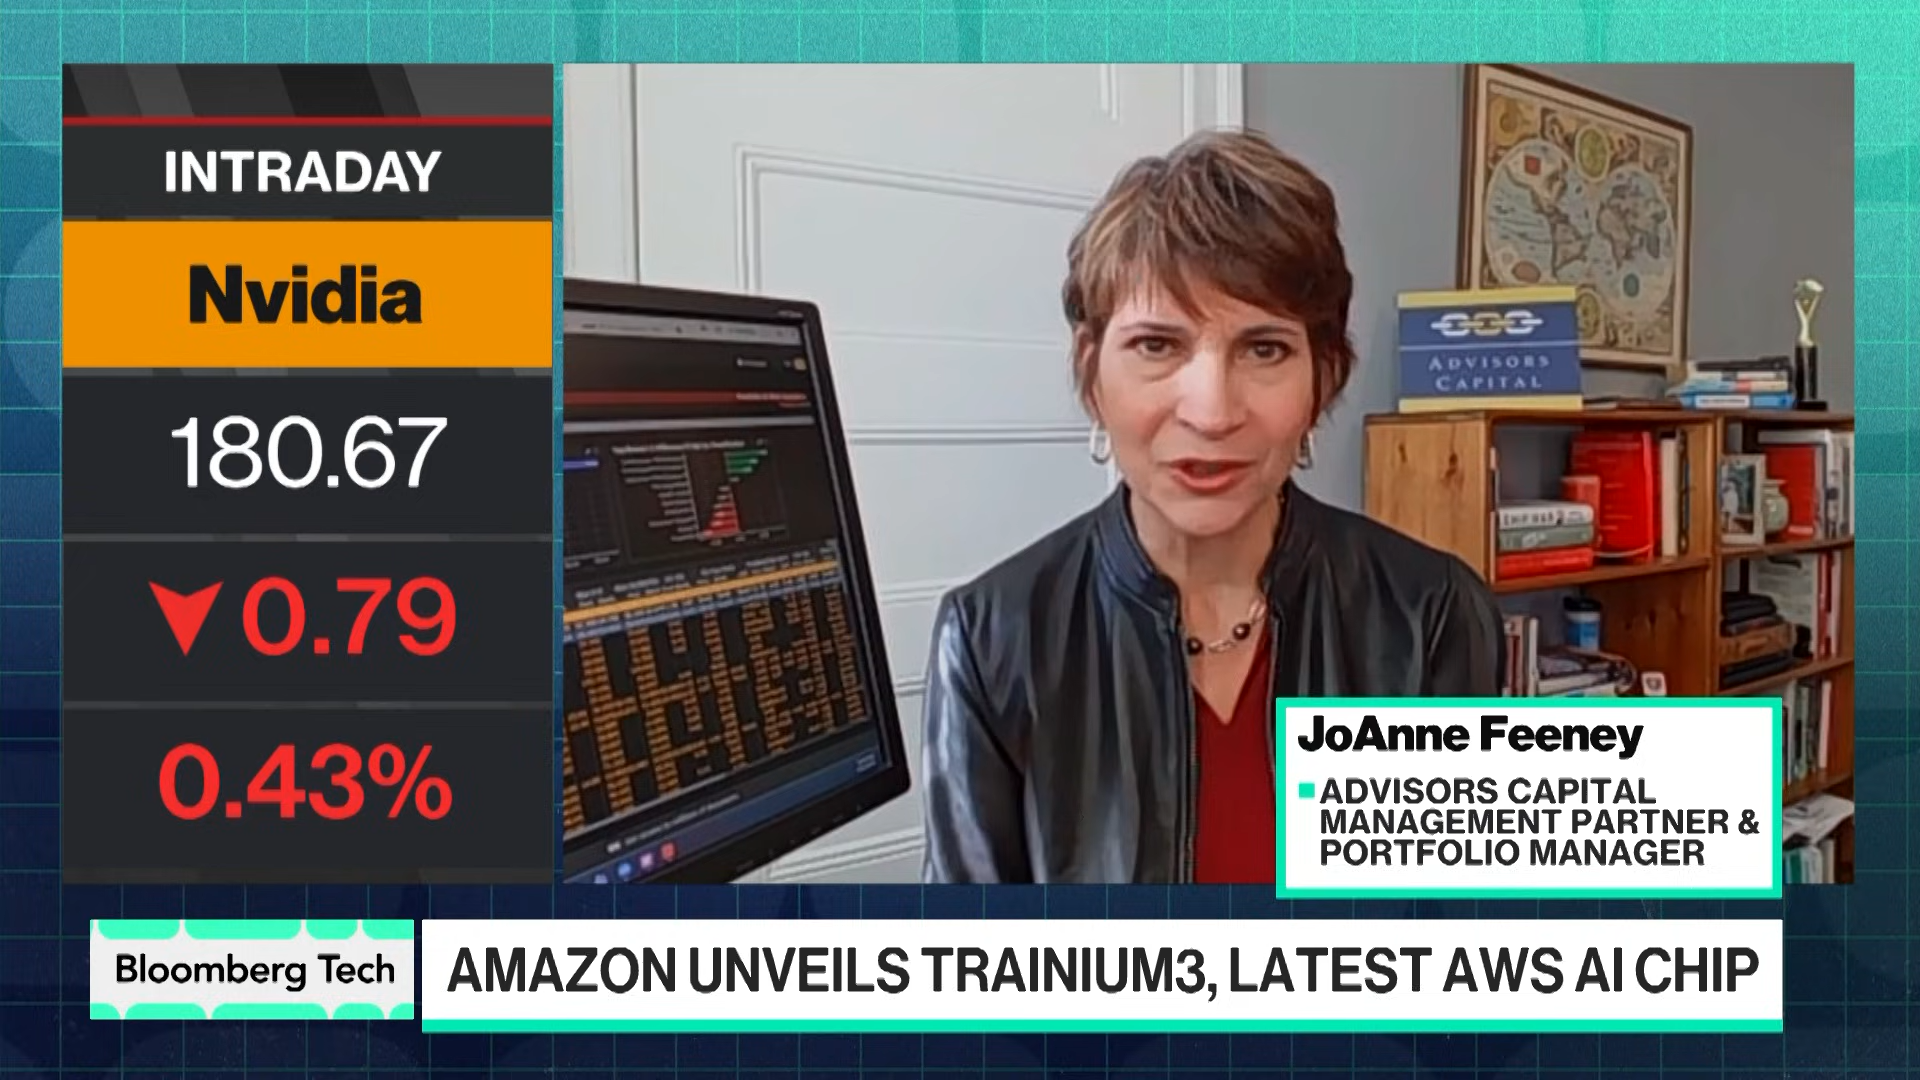 INTRADAY
Nvidia
180.67
0.79
0.43%
ADVISORS
CAPITAL
JoAnne Feeney
ADVISORS CAPITAL
MANAGEMENT PARTNER &
PORTFOLIO MANAGER
Bloomberg Tech
AMAZON UNVEILS TRAINIUM3, LATEST AWS AI CHIP